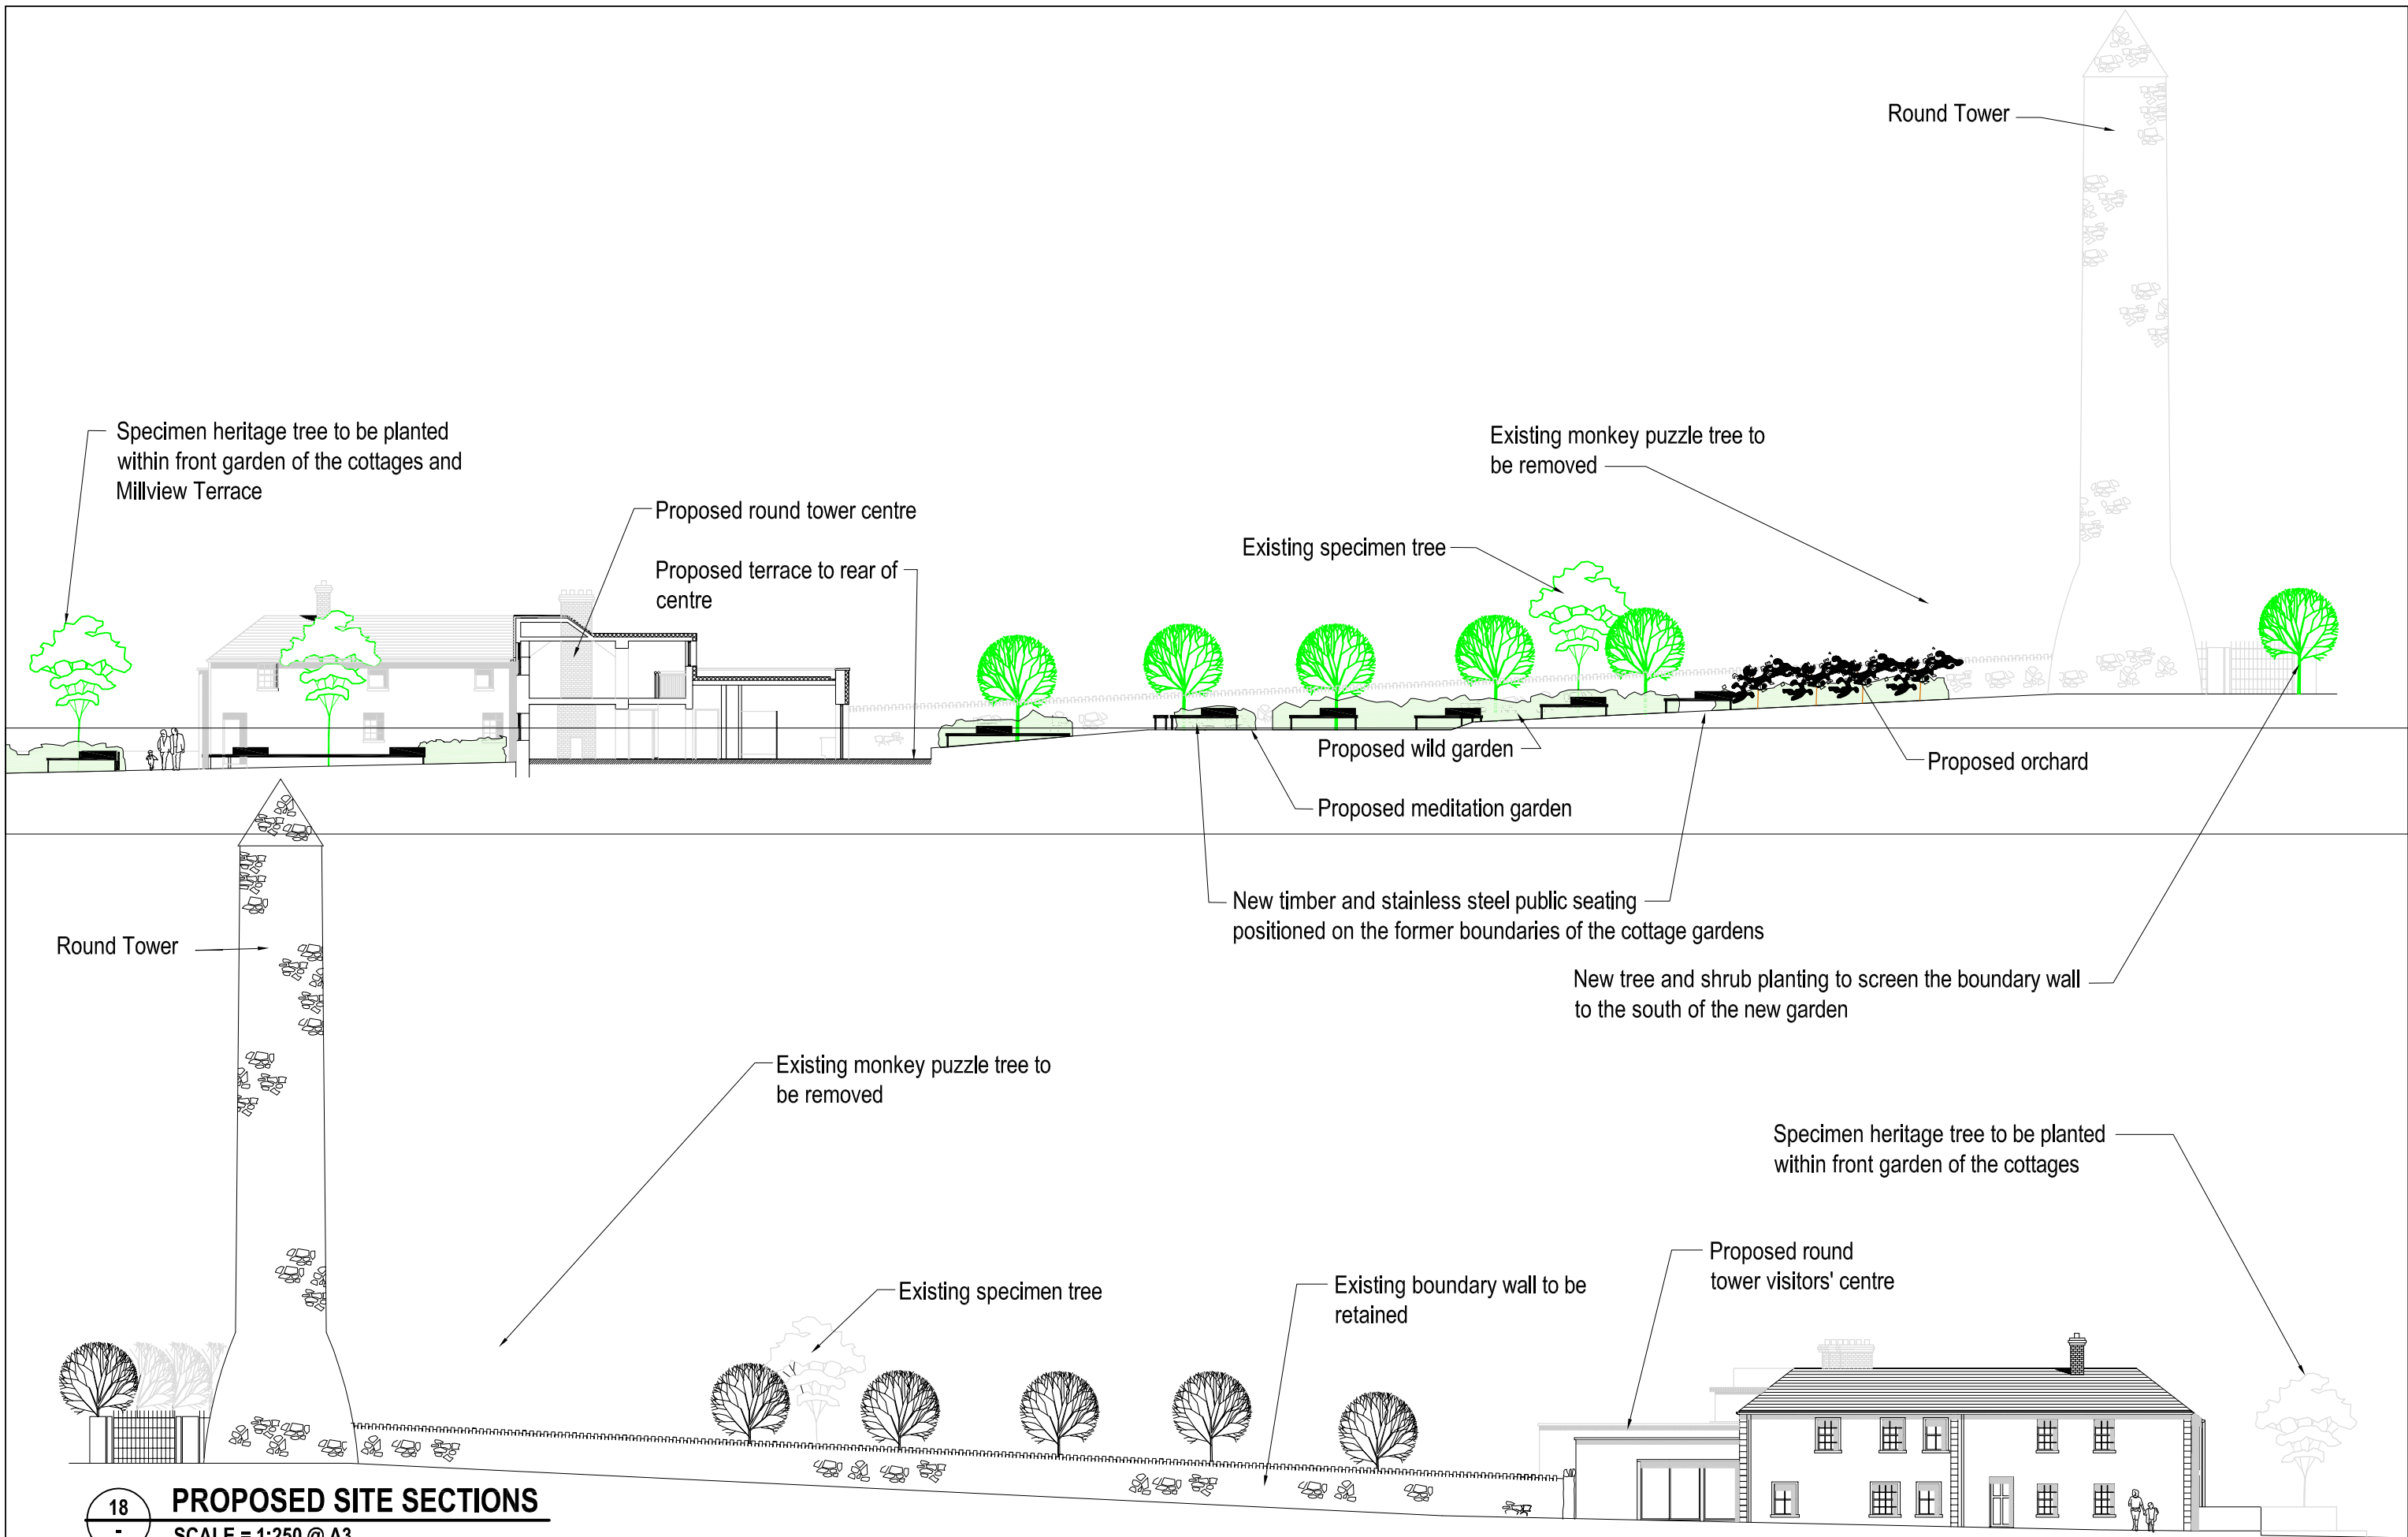 Round Tower
Specimen heritage tree to be planted
within front garden of the cottages and
Millview Terrace
Existing monkey puzzle tree to
be removed
Proposed round tower centre
Existing specimen tree
Proposed terrace to rear of
centre
Proposed wild garden
Proposed orchard
Proposed meditation garden
New timber and stainless steel public seating
positioned on the former boundaries of the cottage gardens
New tree and shrub planting to screen the boundary wall
to the south of the new garden
Round Tower
Existing monkey puzzle tree to
be removed
Specimen heritage tree to be planted
within front garden of the cottages
Proposed round
tower visitors' centre
Existing specimen tree
Existing boundary wall to be
retained
18
-
PROPOSED SITE SECTIONS
SCALE = 1:250 @ A3